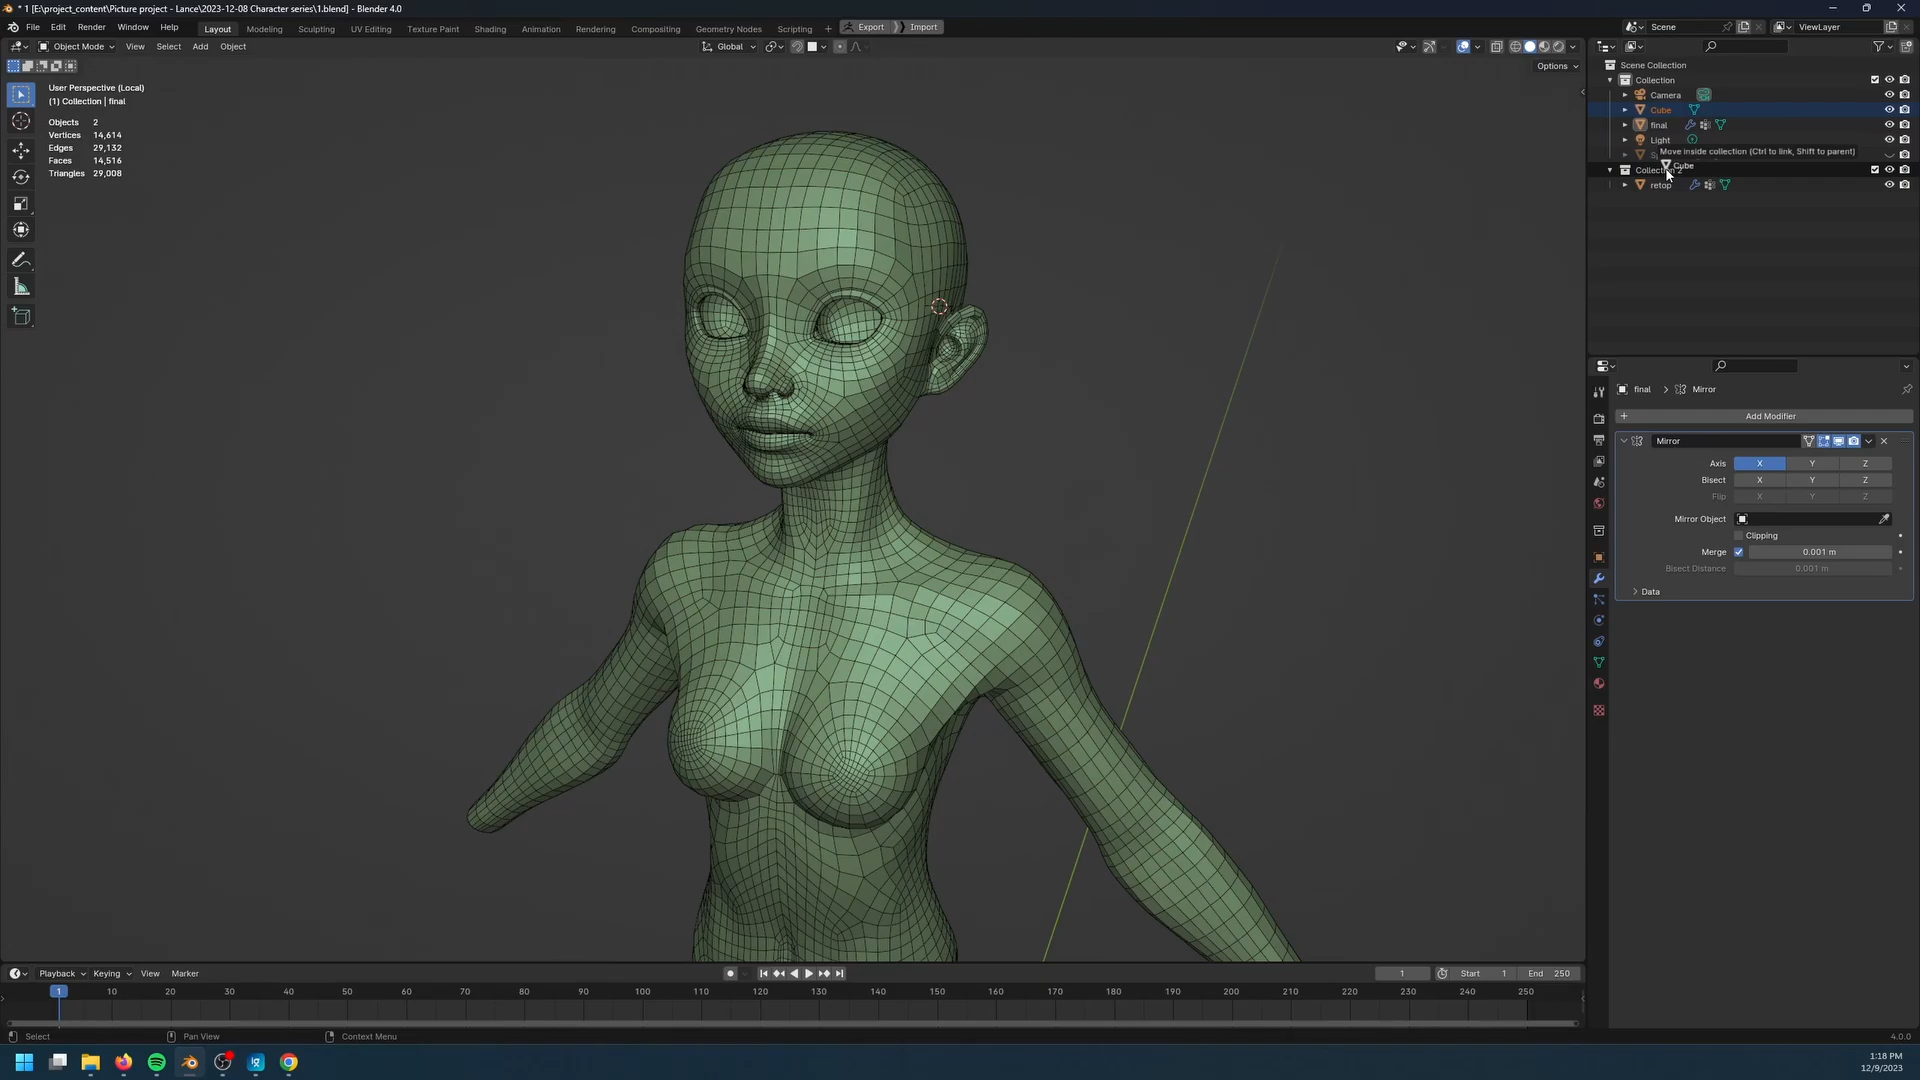 * 1 [E:\project_content\Picture project - Lance\2023-12-08 Character series\1.blend] - Blender 4.0
File Edit Render Window Help Layout Modeling Sculpting UV Editing Texture Paint Shading Animation Rendering Compositing Geometry Nodes Scripting + Export Import Scene ViewLayer
Object Mode View Select Add Object Global
Options
User Perspective (Local)
(1) Collection | final
Objects 2
Vertices 14,614
Edges 29,132
Faces 14,516
Triangles 29,008
Scene Collection
Collection
Camera
Cube
final
Light
Move inside collection (Ctrl to link, Shift to parent)
Cube
Collection 2
retop
final > Mirror
+ Add Modifier
Mirror
Axis X Y Z
Bisect X Y Z
Flip X Y Z
Mirror Object
Clipping
Merge 0.001 m
Bisect Distance 0.001 m
Data
Playback Keying View Marker 1 Start 1 End 250
1 10 20 30 40 50 60 70 80 90 100 110 120 130 140 150 160 170 180 190 200 210 220 230 240 250
Select Pan View Context Menu 4.0.0
1:18 PM
12/9/2023